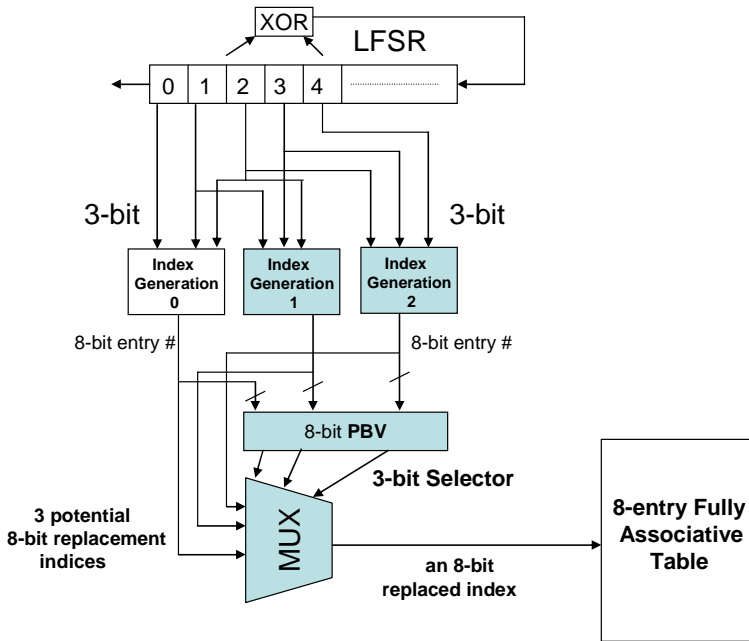 XOR
LFSR
0 1 2 3 4
3-bit
3-bit
Index
Generation
0
Index
Generation
1
Index
Generation
2
8-bit entry #
8-bit entry #
8-bit PBV
3-bit Selector
3 potential
8-bit replacement
indices
MUX
an 8-bit
replaced index
8-entry Fully
Associative
Table